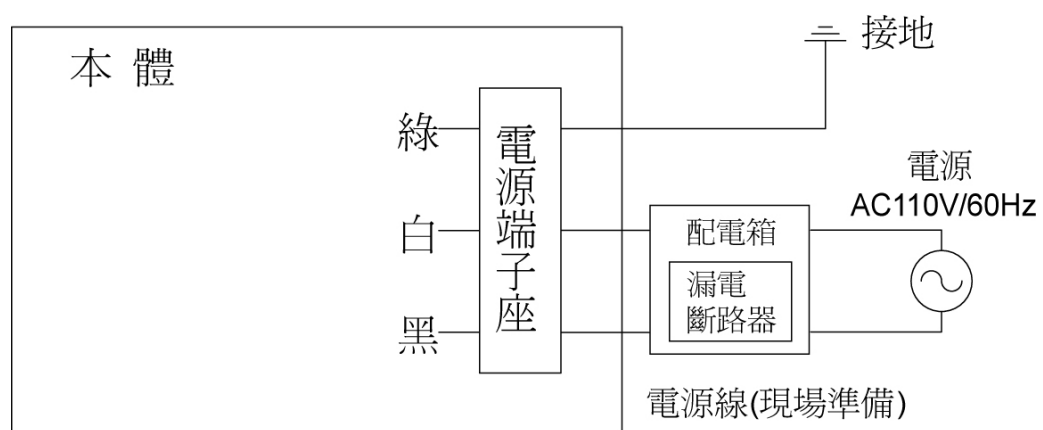 接地
本 體
綠
電源端子座
電源
AC110V/60Hz
白
配電箱
漏電
斷路器
黑
電源線(現場準備)